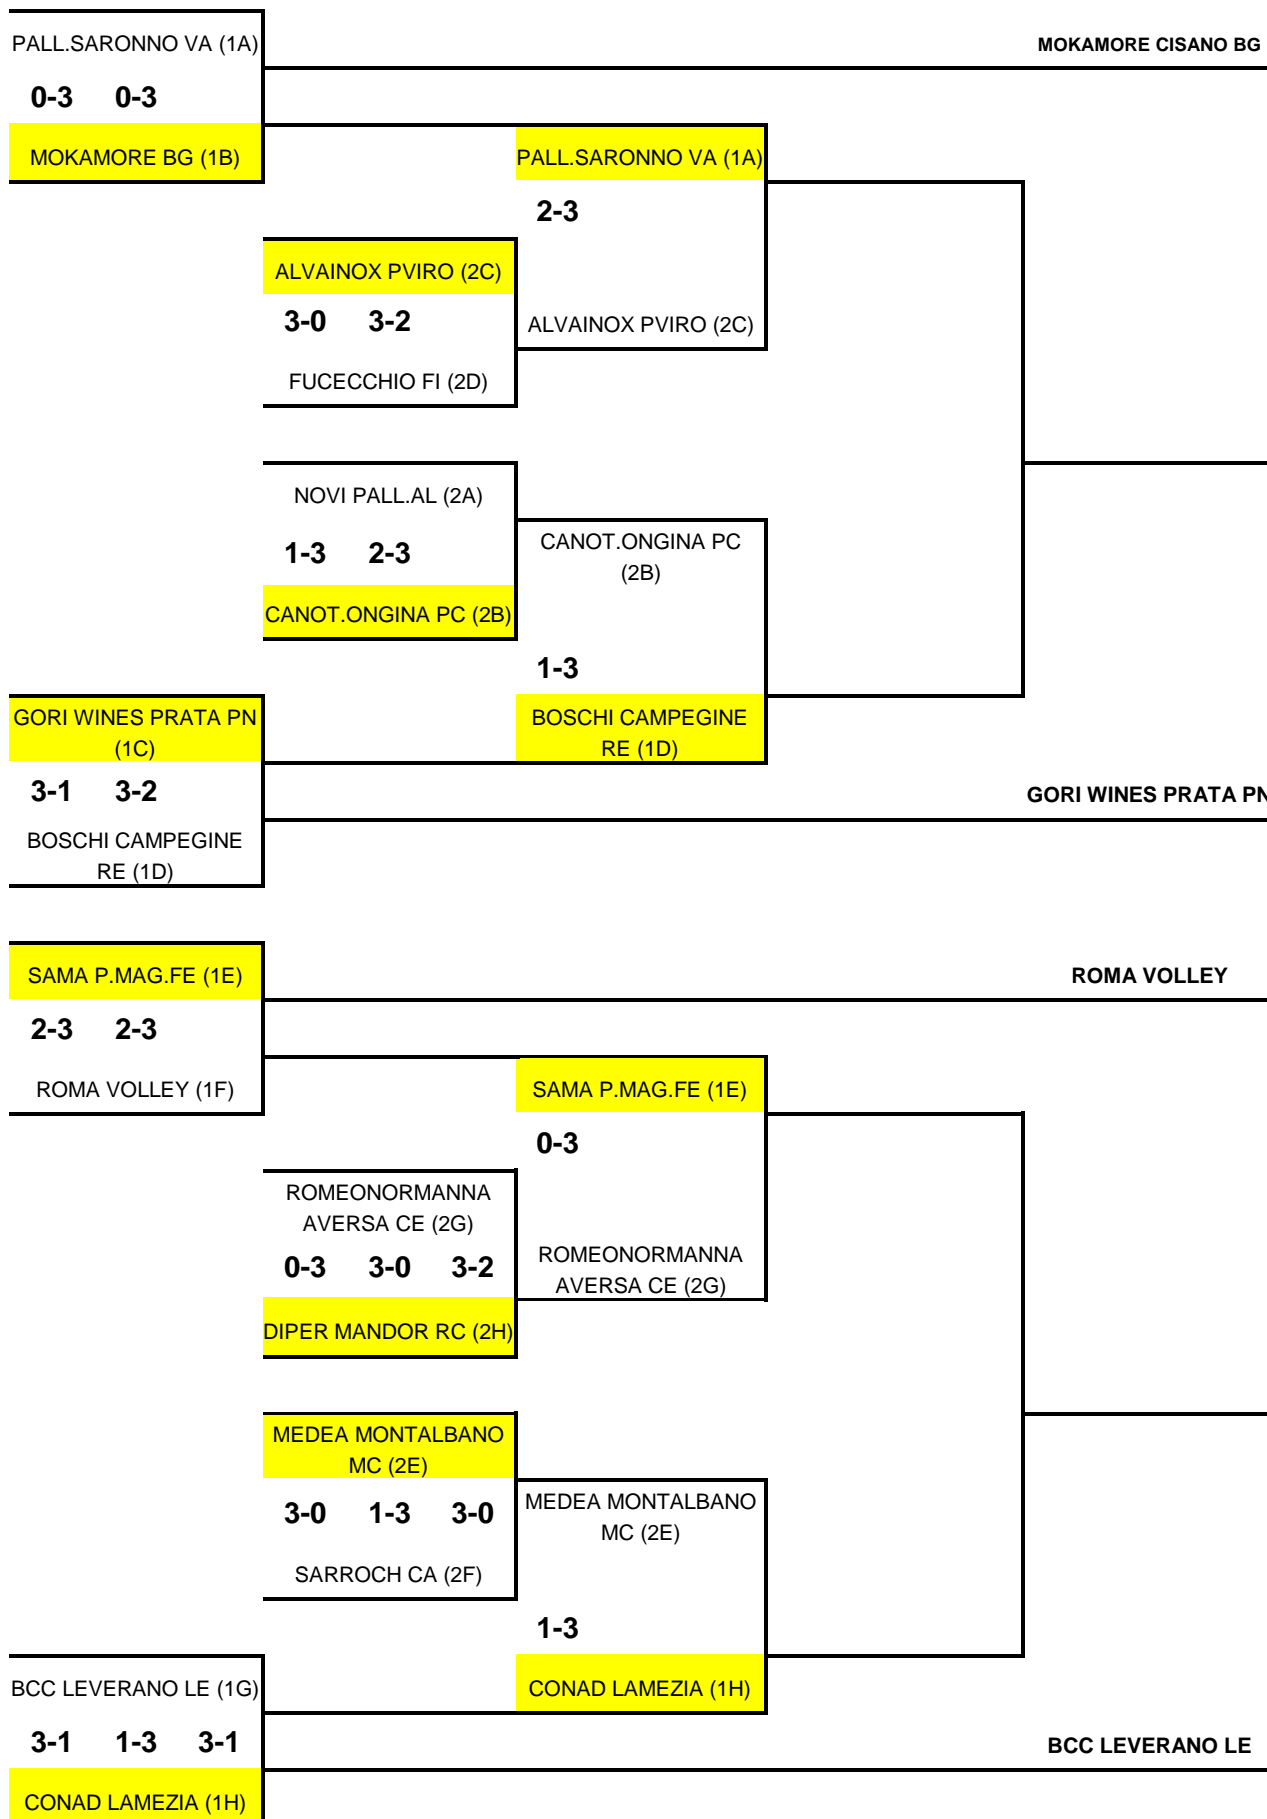 PALL.SARONNO VA (1A)
MOKAMORE CISANO BG
0-3 0-3
MOKAMORE BG (1B)
PALL.SARONNO VA (1A)
2-3
ALVAINOX PVIRO (2C)
3-0 3-2
ALVAINOX PVIRO (2C)
FUCECCHIO FI (2D)
NOVI PALL.AL (2A)
1-3 2-3
CANOT.ONGINA PC
(2B)
CANOT.ONGINA PC (2B)
1-3
GORI WINES PRATA PN
(1C)
BOSCHI CAMPEGINE
RE (1D)
3-1 3-2
GORI WINES PRATA PN
BOSCHI CAMPEGINE
RE (1D)
SAMA P.MAG.FE (1E)
ROMA VOLLEY
2-3 2-3
ROMA VOLLEY (1F)
SAMA P.MAG.FE (1E)
0-3
ROMEONORMANNA
AVERSA CE (2G)
0-3 3-0 3-2
ROMEONORMANNA
AVERSA CE (2G)
DIPER MANDOR RC (2H)
MEDEA MONTALBANO
MC (2E)
3-0 1-3 3-0
MEDEA MONTALBANO
MC (2E)
SARROCH CA (2F)
1-3
BCC LEVERANO LE (1G)
CONAD LAMEZIA (1H)
3-1 1-3 3-1
BCC LEVERANO LE
CONAD LAMEZIA (1H)